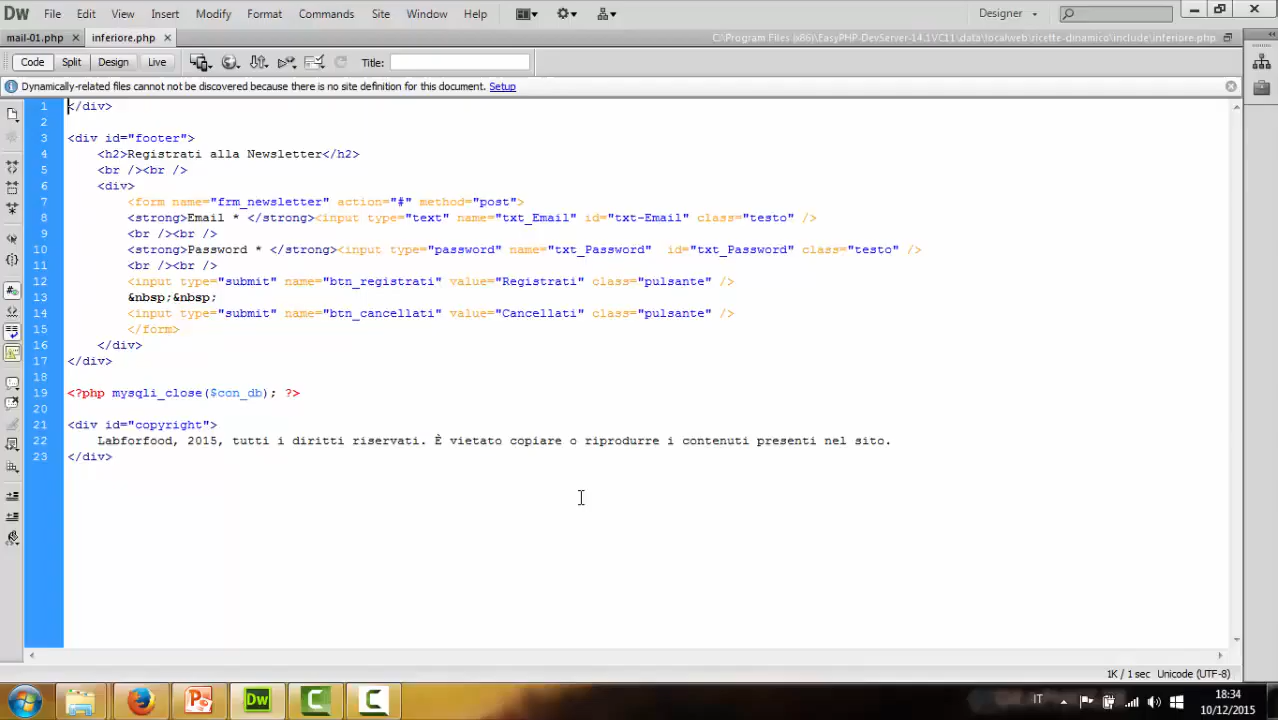 Dw File Edit View Insert Modify Format Commands Site Window Help Designer
mail-01.php × inferiore.php × C:\Program Files (x86)\EasyPHP-DevServer-14.1VC11\data\localweb\ricette-dinamico\include\inferiore.php
Code Split Design Live Title:
Dynamically-related files cannot not be discovered because there is no site definition for this document. Setup
1 </div>
2
3 <div id="footer">
4 <h2>Registrati alla Newsletter</h2>
5 <br /><br />
6 <div>
7 <form name="frm_newsletter" action="#" method="post">
8 <strong>Email * </strong><input type="text" name="txt_Email" id="txt-Email" class="testo" />
9 <br /><br />
10 <strong>Password * </strong><input type="password" name="txt_Password"  id="txt_Password" class="testo" />
11 <br /><br />
12 <input type="submit" name="btn_registrati" value="Registrati" class="pulsante" />
13 &nbsp;&nbsp;
14 <input type="submit" name="btn_cancellati" value="Cancellati" class="pulsante" />
15 </form>
16 </div>
17 </div>
18
19 <?php mysqli_close($con_db); ?>
20
21 <div id="copyright">
22 Labforfood, 2015, tutti i diritti riservati. È vietato copiare o riprodurre i contenuti presenti nel sito.
23 </div>
1K / 1 sec Unicode (UTF-8)
IT 18:34
10/12/2015